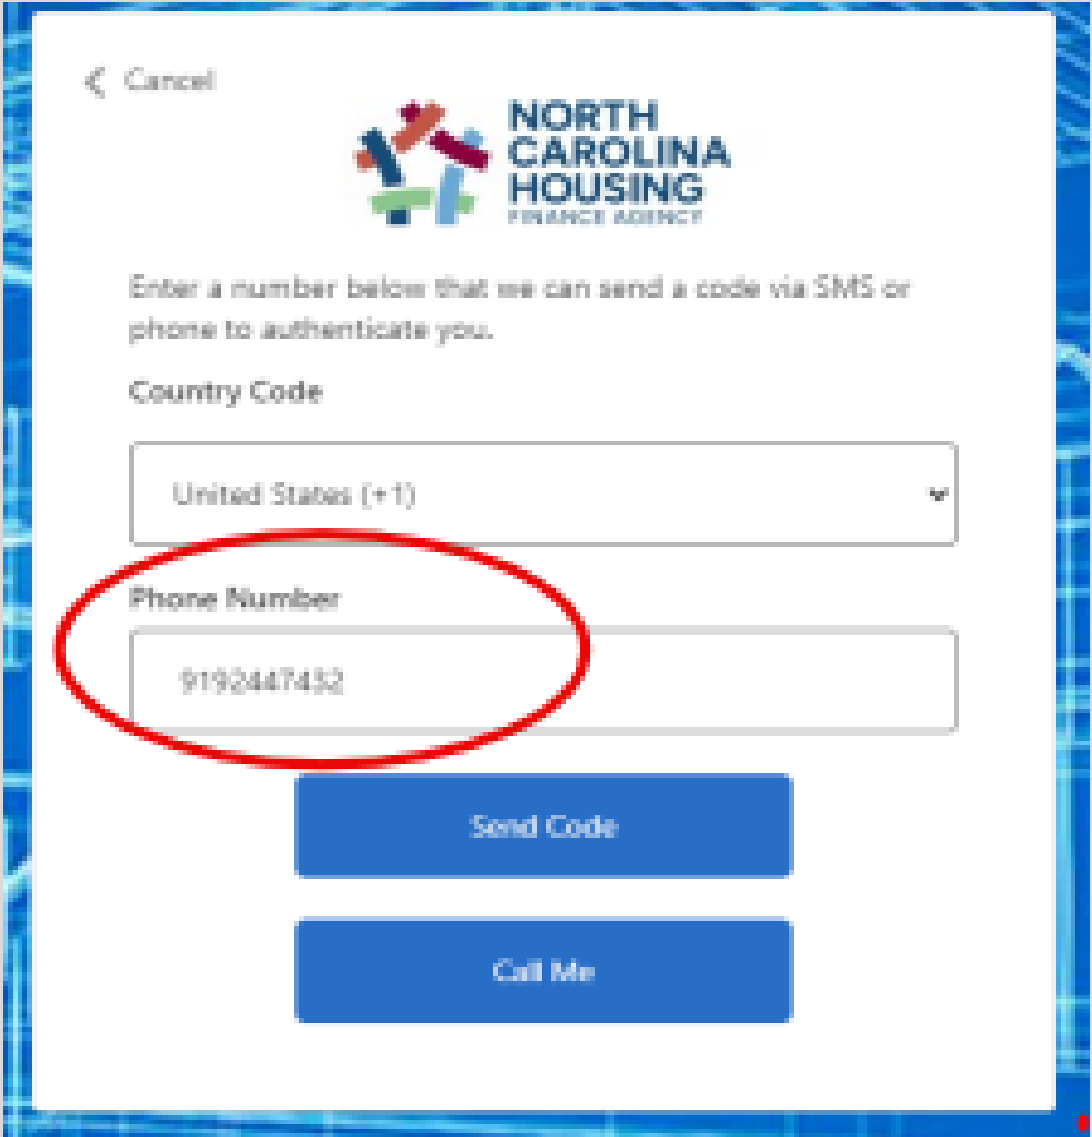 Cancel
NORTH
CAROLINA
HOUSING
FINANCE AGENCY
Enter a number below that we can send a code via SMS or
phone to authenticate you.
Country Code
United States (+1)
Phone Number
9192447432
Send Code
Call Me